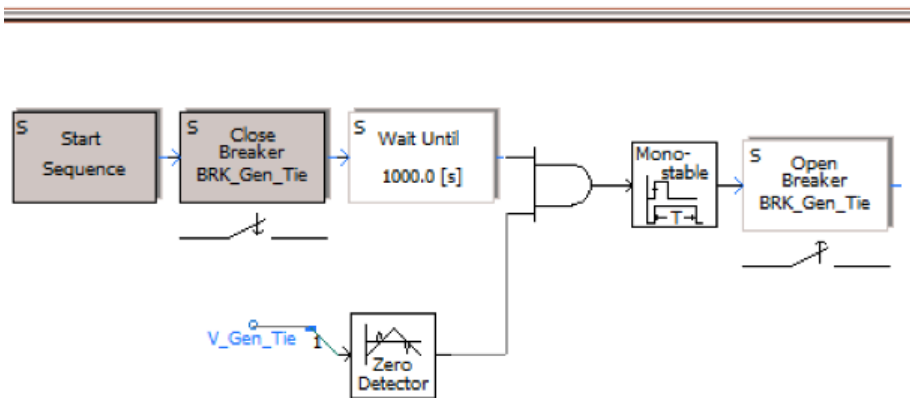 S
Start
Sequence
S
Close
Breaker
BRK_Gen_Tie
S
Wait Until
1000.0 [s]
Mono-
stable
T
S
Open
Breaker
BRK_Gen_Tie
V_Gen_Tie
1
Zero
Detector